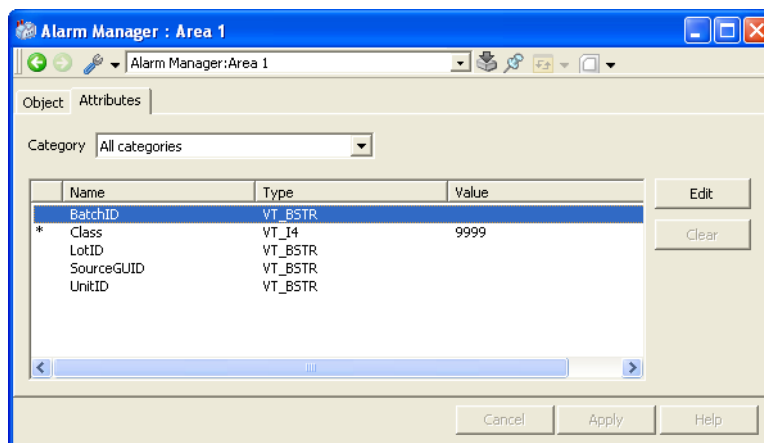 Alarm Manager : Area 1
Alarm Manager:Area 1
Object Attributes
Category All categories
Name Type Value
Edit
BatchID VT_BSTR
* Class VT_I4 9999
Clear
LotID VT_BSTR
SourceGUID VT_BSTR
UnitID VT_BSTR
Cancel Apply Help